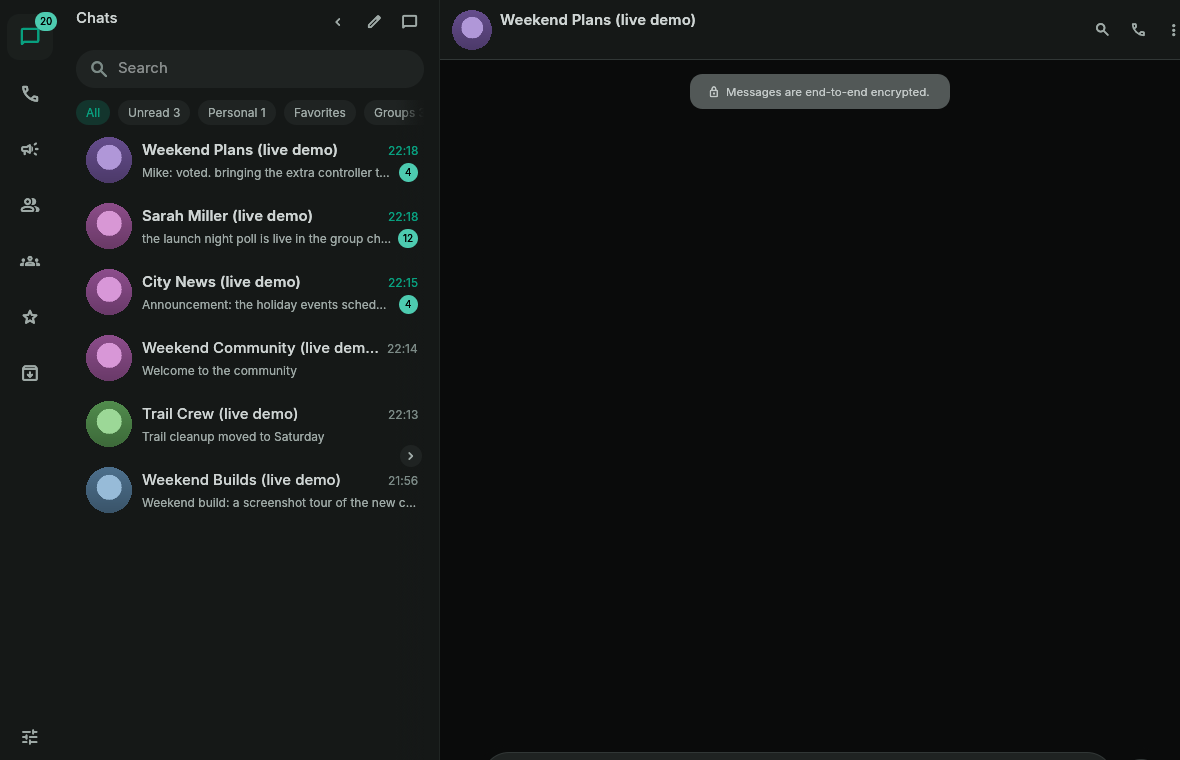 20
Chats
Search
All
Unread 3
Personal 1
Favorites
Groups
Weekend Plans (live demo)
22:18
Mike: voted. bringing the extra controller t...
4
Sarah Miller (live demo)
22:18
the launch night poll is live in the group ch...
12
City News (live demo)
22:15
Announcement: the holiday events sched...
4
Weekend Community (live dem...
22:14
Welcome to the community
Trail Crew (live demo)
22:13
Trail cleanup moved to Saturday
Weekend Builds (live demo)
21:56
Weekend build: a screenshot tour of the new c...
Weekend Plans (live demo)
Messages are end-to-end encrypted.